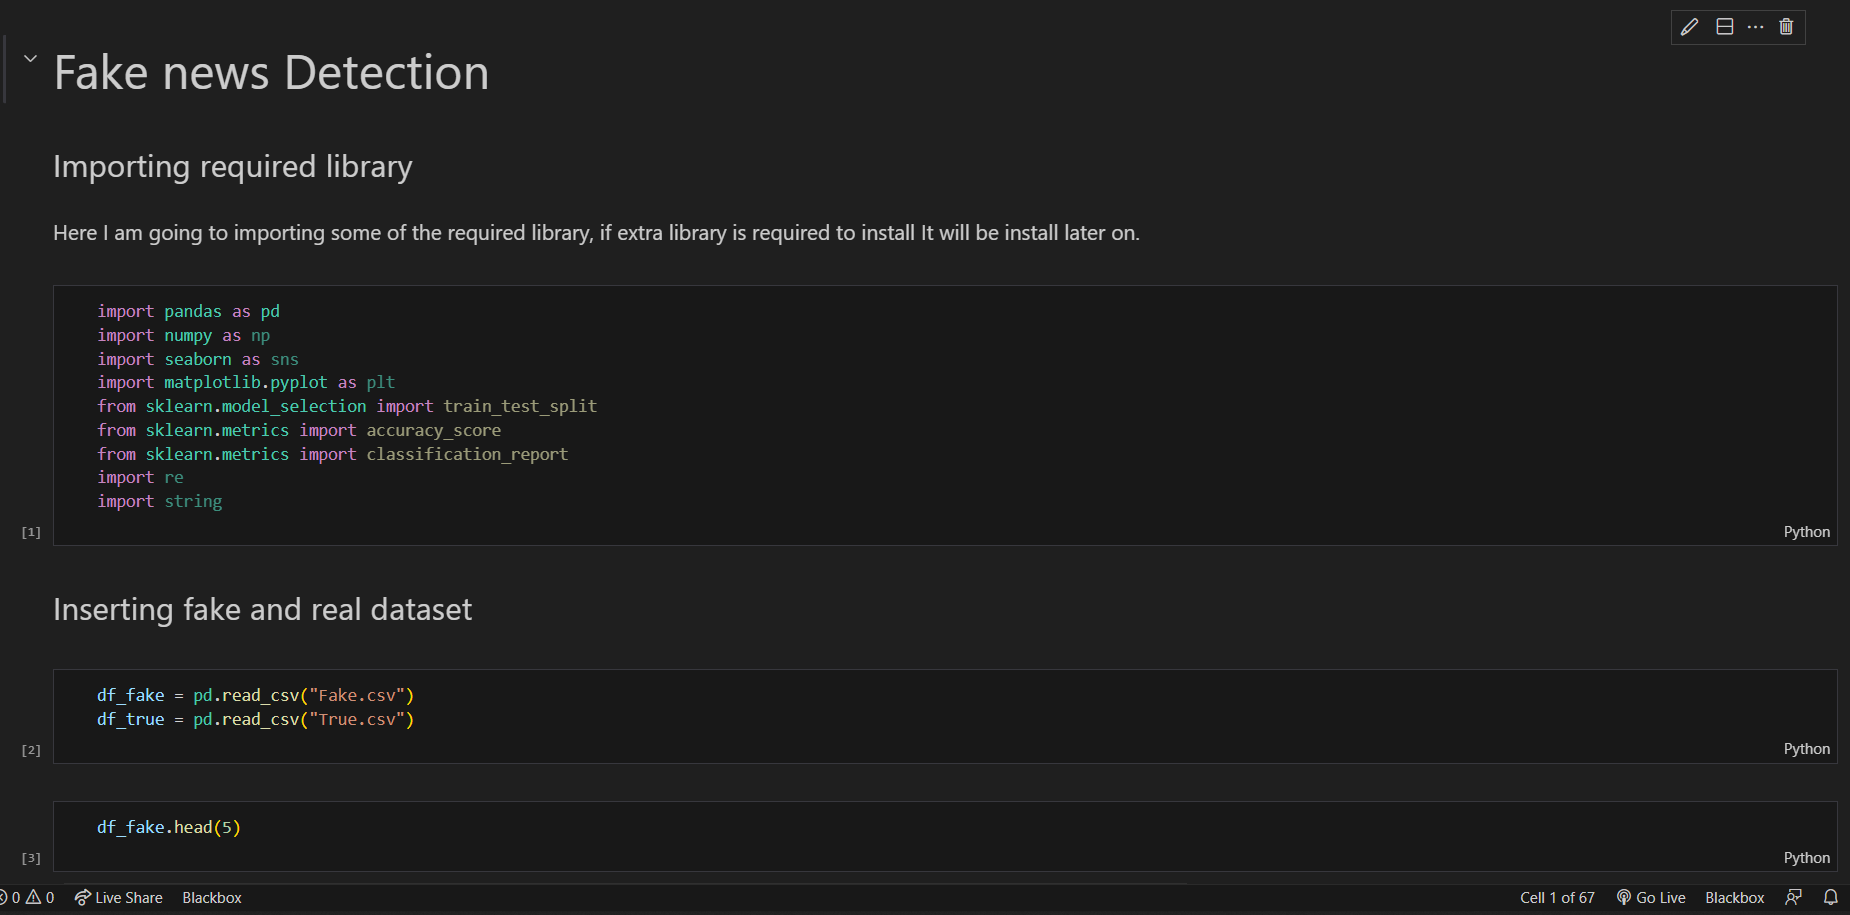 Fake news Detection
Importing required library
Here I am going to importing some of the required library, if extra library is required to install It will be install later on.
import pandas as pd
import numpy as np
import seaborn as sns
import matplotlib.pyplot as plt
from sklearn.model_selection import train_test_split
from sklearn.metrics import accuracy_score
from sklearn.metrics import classification_report
import re
import string
[1]
Python
Inserting fake and real dataset
df_fake = pd.read_csv("Fake.csv")
df_true = pd.read_csv("True.csv")
[2]
Python
df_fake.head(5)
[3]
Python
0 0 Live Share Blackbox Cell 1 of 67 Go Live Blackbox